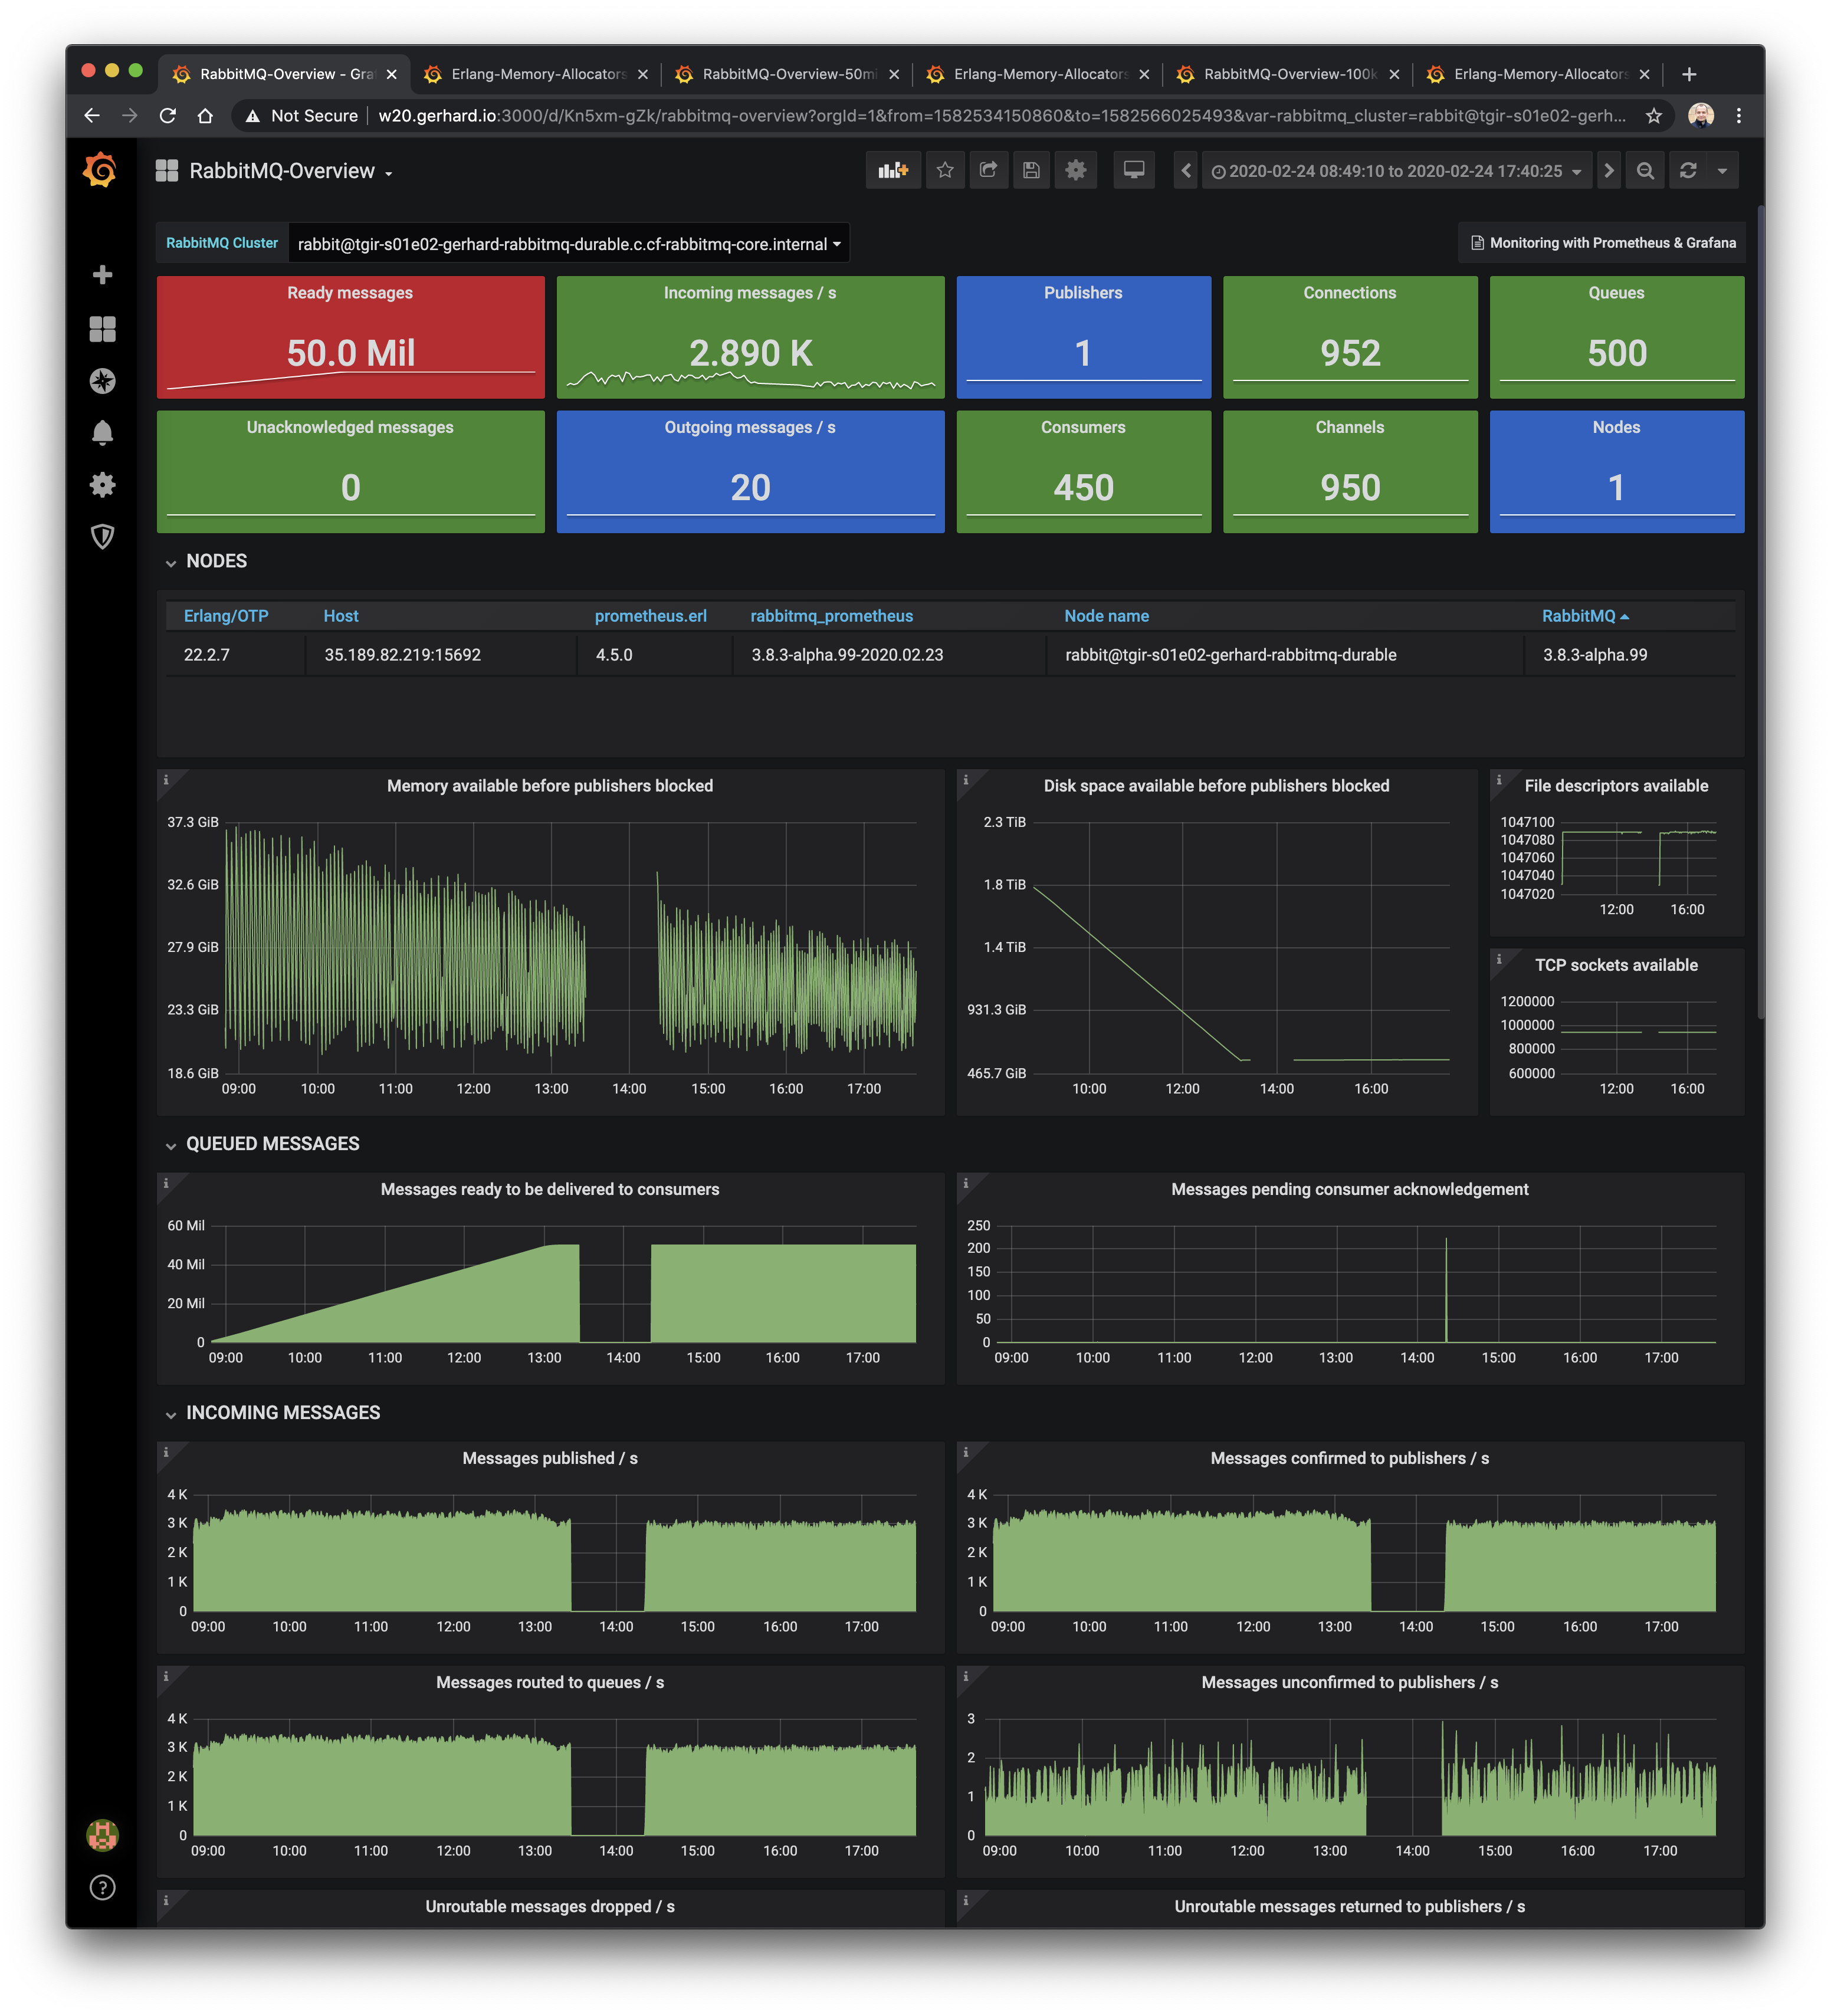 RabbitMQ-Overview - Gra
Erlang-Memory-Allocators
RabbitMQ-Overview-50mi
Erlang-Memory-Allocators
RabbitMQ-Overview-100k
Erlang-Memory-Allocators
Not Secure
w20.gerhard.io:3000/d/Kn5xm-gZk/rabbitmq-overview?orgId=1&from=1582534150860&to=1582566025493&var-rabbitmq_cluster=rabbit@tgir-s01e02-gerh...
RabbitMQ-Overview
2020-02-24 08:49:10 to 2020-02-24 17:40:25
RabbitMQ Cluster
rabbit@tgir-s01e02-gerhard-rabbitmq-durable.c.cf-rabbitmq-core.internal
Monitoring with Prometheus & Grafana
Ready messages
50.0 Mil
Incoming messages / s
2.890 K
Publishers
1
Connections
952
Queues
500
Unacknowledged messages
0
Outgoing messages / s
20
Consumers
450
Channels
950
Nodes
1
NODES
Erlang/OTP Host prometheus.erl rabbitmq_prometheus Node name RabbitMQ
22.2.7 35.189.82.219:15692 4.5.0 3.8.3-alpha.99-2020.02.23 rabbit@tgir-s01e02-gerhard-rabbitmq-durable 3.8.3-alpha.99
Memory available before publishers blocked
37.3 GiB
32.6 GiB
27.9 GiB
23.3 GiB
18.6 GiB
09:00 10:00 11:00 12:00 13:00 14:00 15:00 16:00 17:00
Disk space available before publishers blocked
2.3 TiB
1.8 TiB
1.4 TiB
931.3 GiB
465.7 GiB
10:00 12:00 14:00 16:00
File descriptors available
1047100
1047080
1047060
1047040
1047020
12:00 16:00
TCP sockets available
1200000
1000000
800000
600000
12:00 16:00
QUEUED MESSAGES
Messages ready to be delivered to consumers
60 Mil
40 Mil
20 Mil
0
09:00 10:00 11:00 12:00 13:00 14:00 15:00 16:00 17:00
Messages pending consumer acknowledgement
250
200
150
100
50
0
09:00 10:00 11:00 12:00 13:00 14:00 15:00 16:00 17:00
INCOMING MESSAGES
Messages published / s
4 K
3 K
2 K
1 K
0
09:00 10:00 11:00 12:00 13:00 14:00 15:00 16:00 17:00
Messages confirmed to publishers / s
4 K
3 K
2 K
1 K
0
09:00 10:00 11:00 12:00 13:00 14:00 15:00 16:00 17:00
Messages routed to queues / s
4 K
3 K
2 K
1 K
0
09:00 10:00 11:00 12:00 13:00 14:00 15:00 16:00 17:00
Messages unconfirmed to publishers / s
3
2
1
0
09:00 10:00 11:00 12:00 13:00 14:00 15:00 16:00 17:00
Unroutable messages dropped / s
Unroutable messages returned to publishers / s